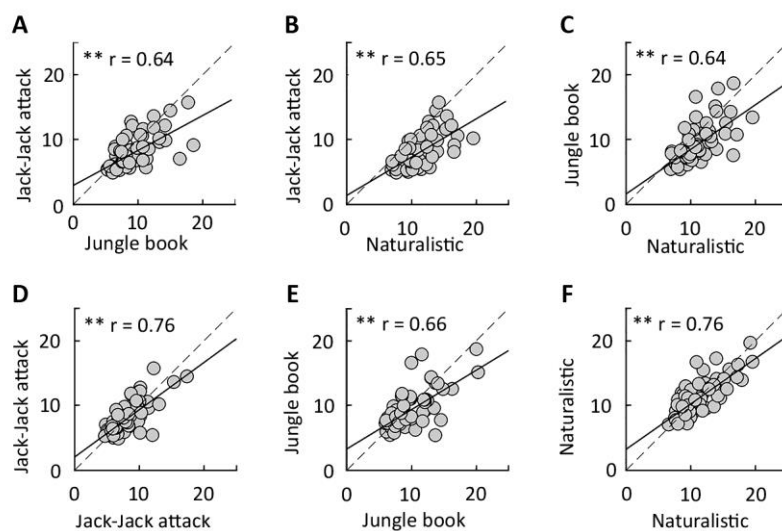 A
** r = 0.64
Jack-Jack attack
20
10
0
0
10
20
Jungle book
B
** r = 0.65
Jack-Jack attack
20
10
0
0
10
20
Naturalistic
C
** r = 0.64
Jungle book
20
10
0
0
10
20
Naturalistic
D
** r = 0.76
Jack-Jack attack
20
10
0
0
10
20
Jack-Jack attack
E
** r = 0.66
Jungle book
20
10
0
0
10
20
Jungle book
F
** r = 0.76
Naturalistic
20
10
0
0
10
20
Naturalistic